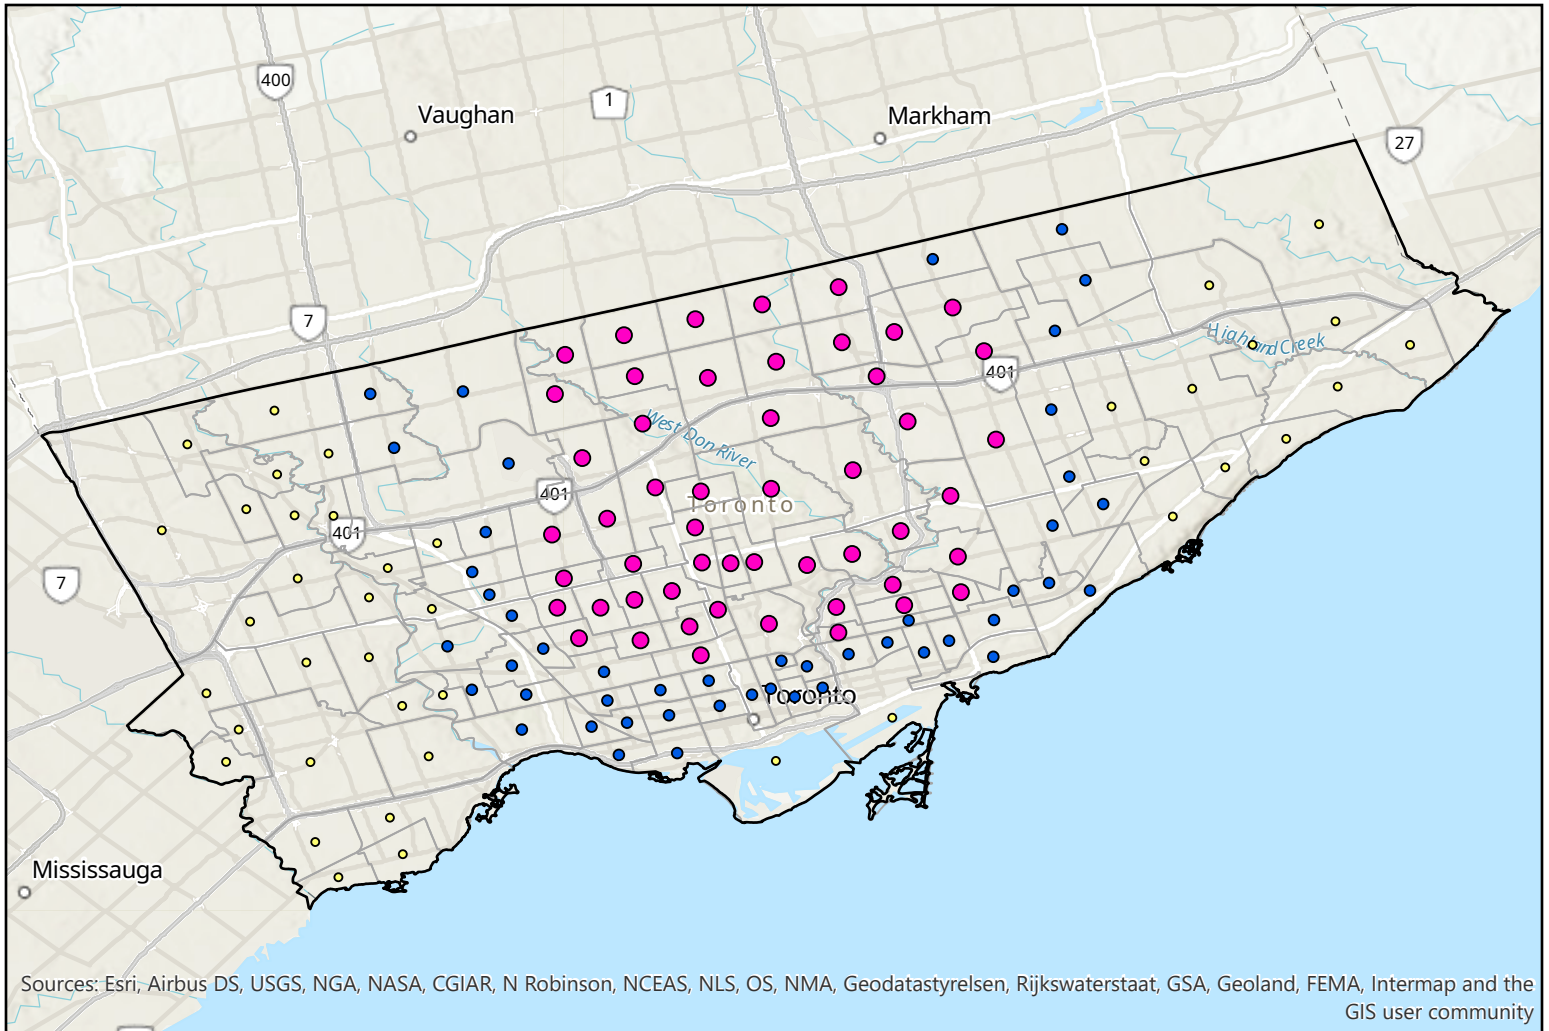 400
Vaughan
1
Markham
27
7
Highland Creek
401
West Don River
401
Toronto
401
7
Toronto
Mississauga
Sources: Esri, Airbus DS, USGS, NGA, NASA, CGIAR, N Robinson, NCEAS, NLS, OS, NMA, Geodatastyrelsen, Rijkswaterstaat, GSA, Geoland, FEMA, Intermap and the
GIS user community